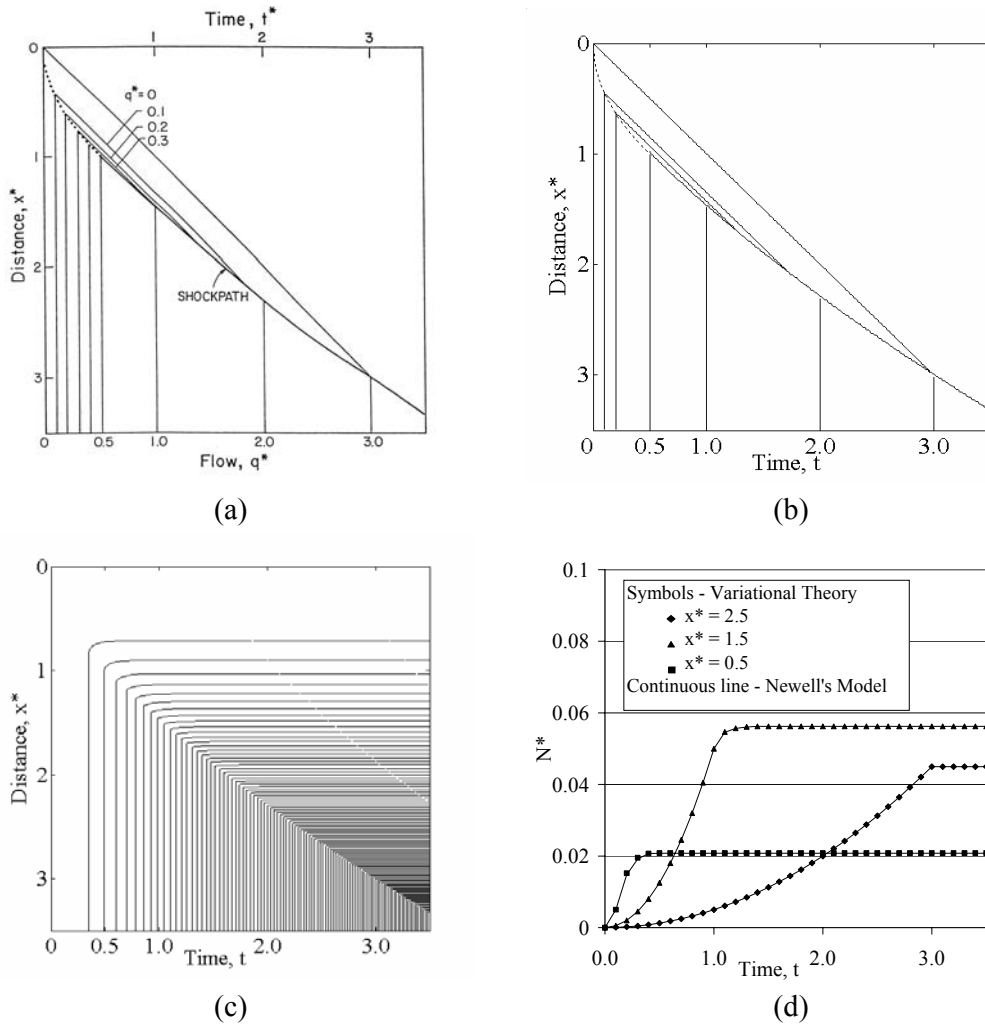 Time, t*
1 2 3
0
q*= 0
0.1
0.2
0.3
1
Distance, x*
2
SHOCKPATH
3
0 0.5 1.0 2.0 3.0
Flow, q*
(a)
0
1
Distance, x*
2
3
0 0.5 1.0 2.0 3.0
Time, t
(b)
0
1
Distance, x*
2
3
0 0.5 1.0 2.0 3.0
Time, t
(c)
0.1
Symbols - Variational Theory
x* = 2.5
x* = 1.5
x* = 0.5
Continuous line - Newell's Model
0.08
0.06
N*
0.04
0.02
0
0.0 1.0 2.0 3.0
Time, t
(d)